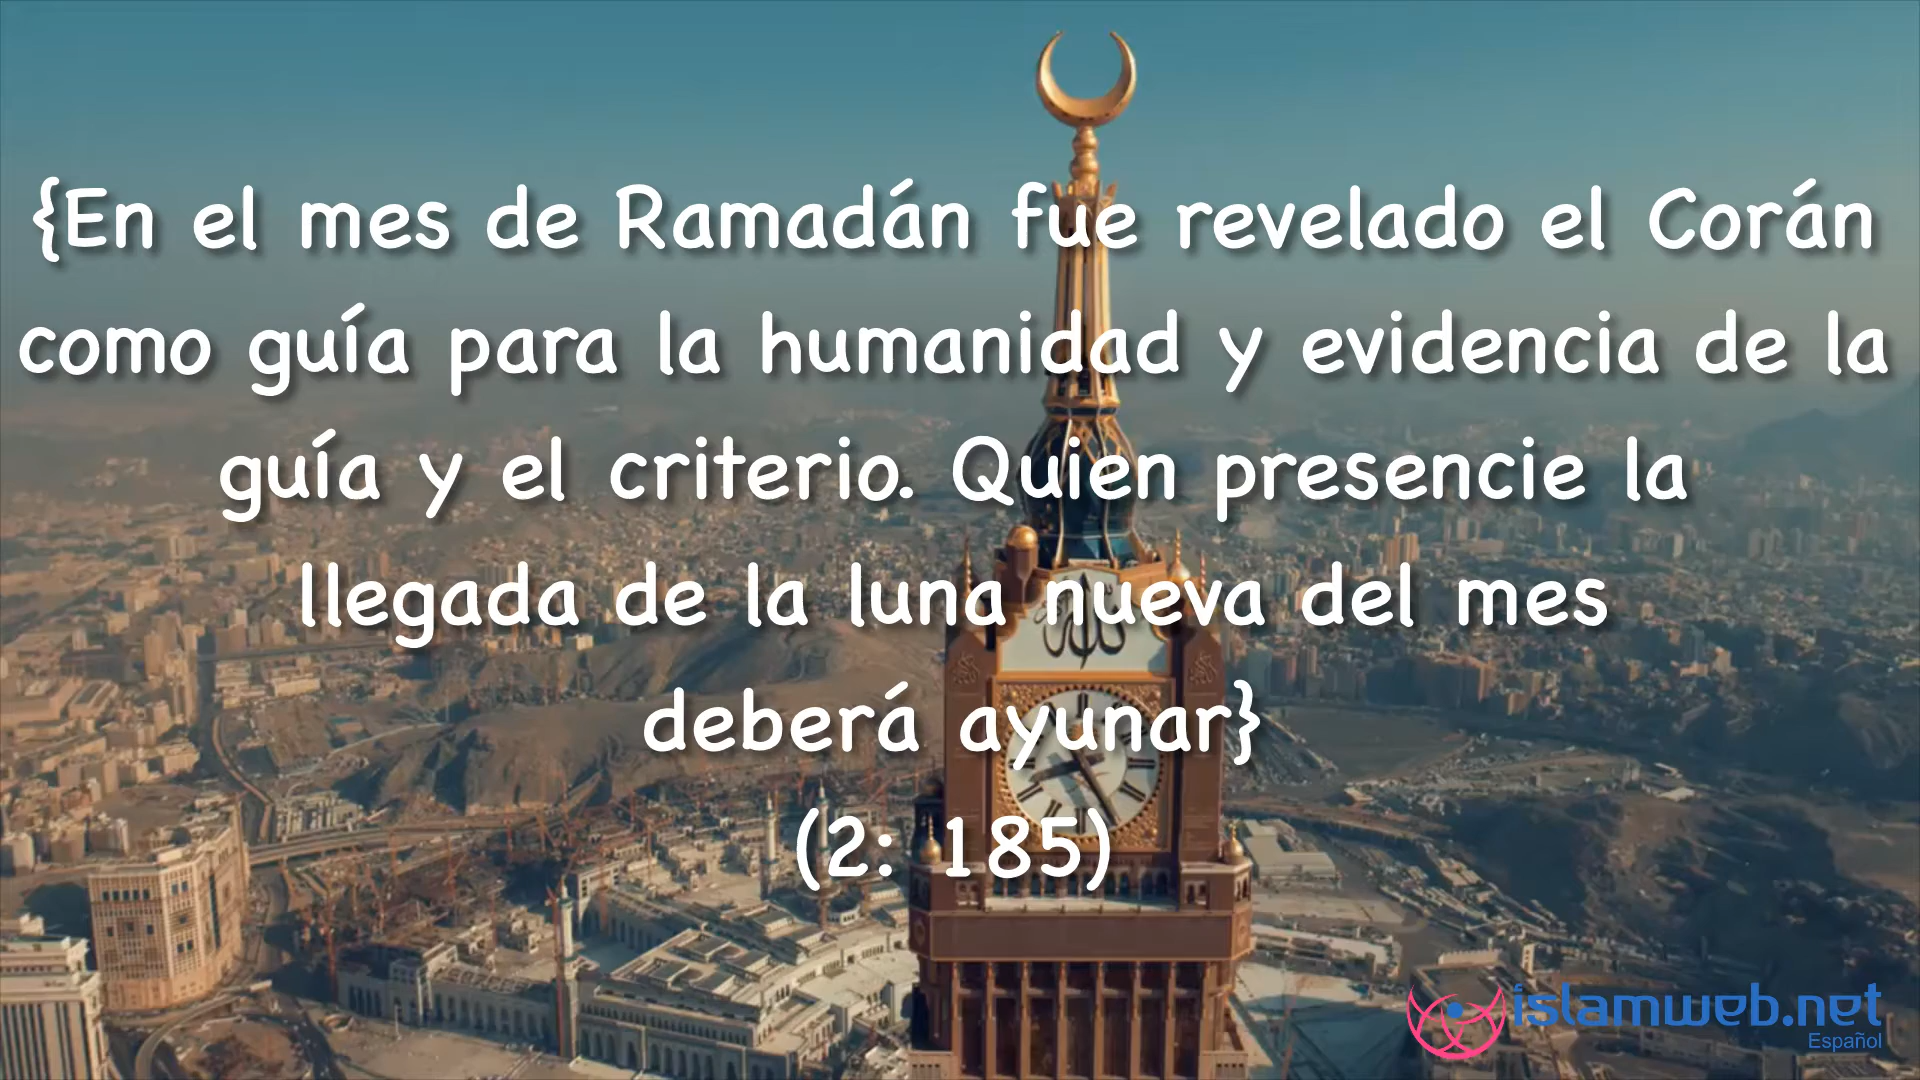 {En el mes de Ramadán fue revelado el Corán
como guía para la humanidad y evidencia de la
guía y el criterio. Quien presencie la
llegada de la luna nueva del mes
deberá ayunar}
(2: 185)
الله
islamweb.net
Español